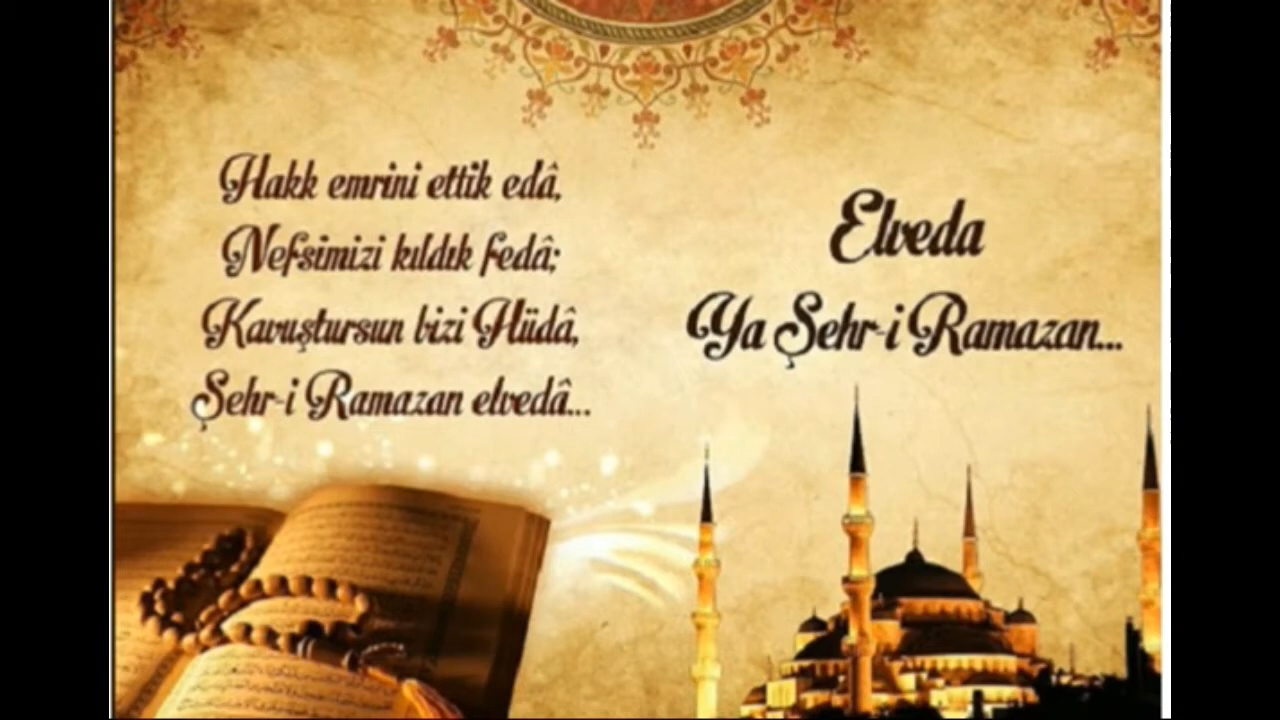 Hakk emrini ettik edâ,
Nefsimizi kıldık fedâ;
Kavuştursun bizi Hüdâ,
Şehr-i Ramazan elvedâ...
Elveda
Ya Şehr-i Ramazan...